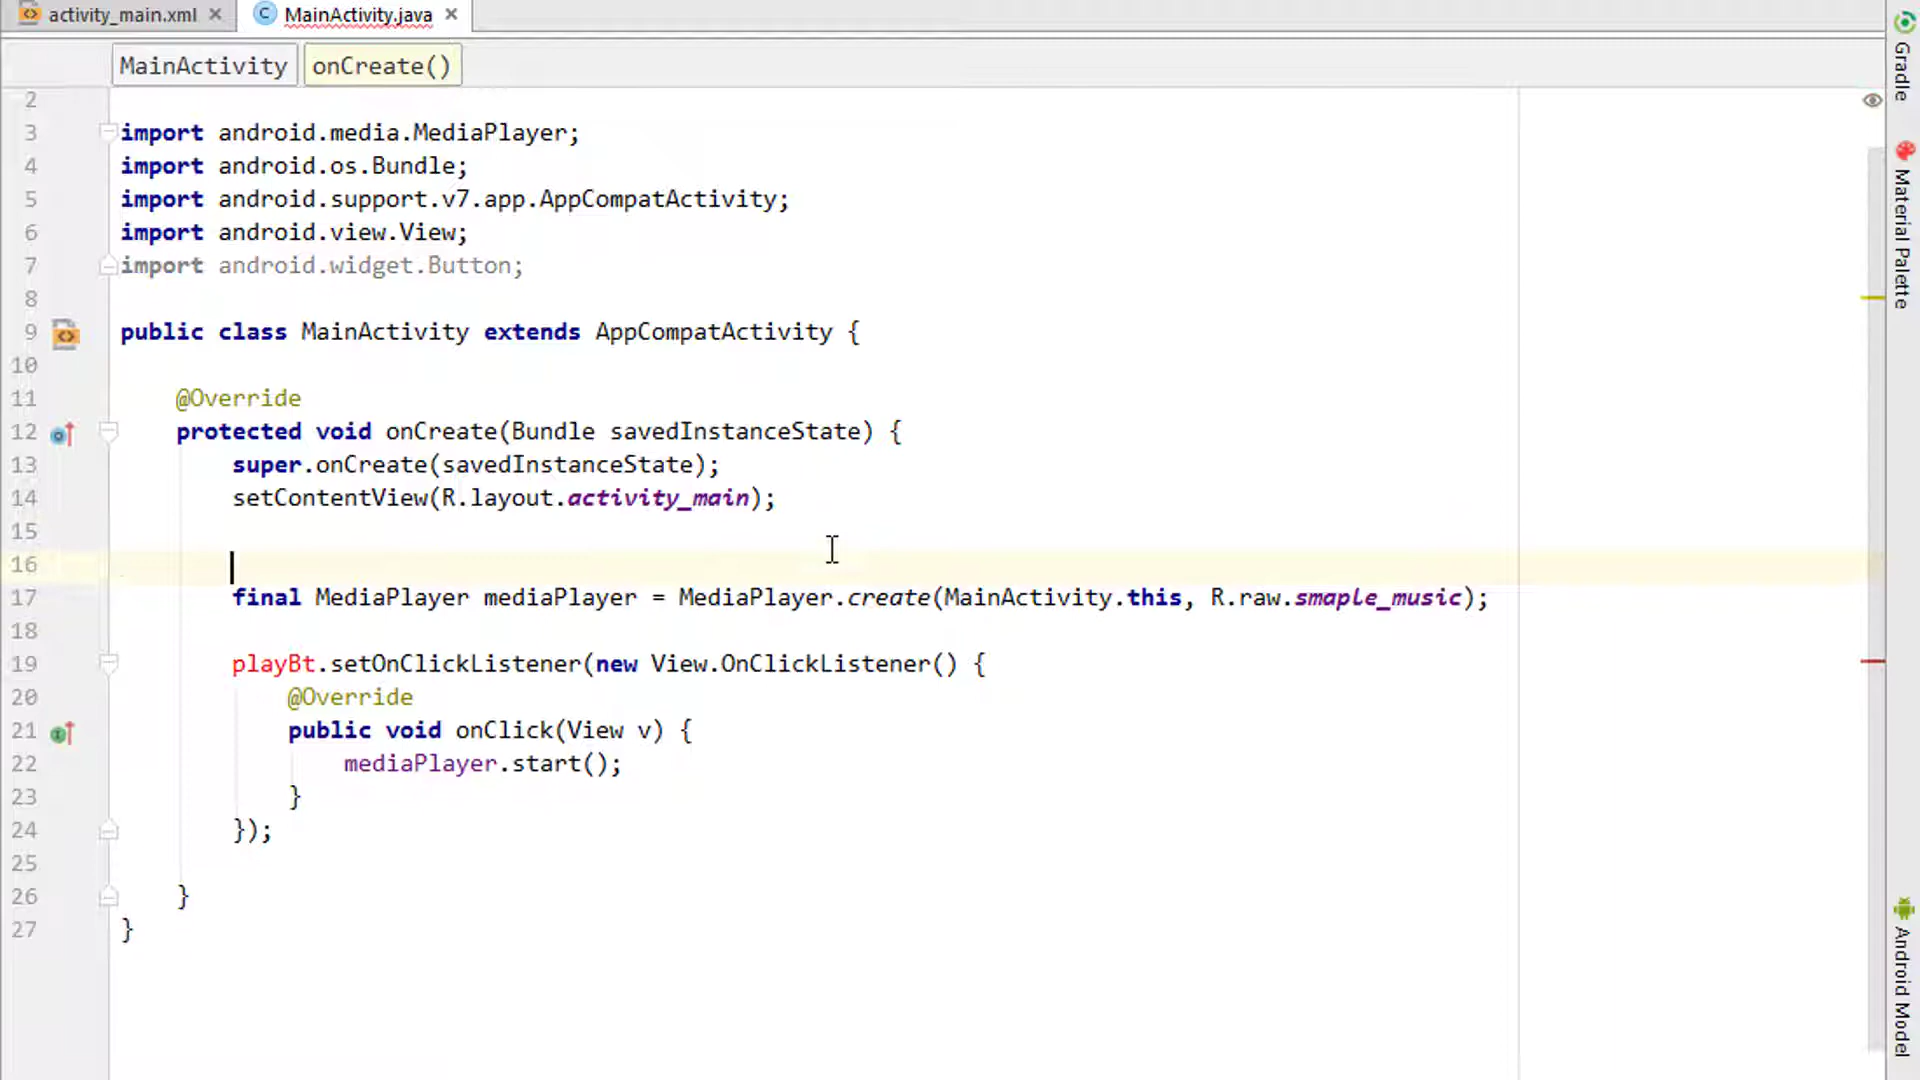 activity_main.xml
MainActivity.java
MainActivity
onCreate()
2
3 import android.media.MediaPlayer;
4 import android.os.Bundle;
5 import android.support.v7.app.AppCompatActivity;
6 import android.view.View;
7 import android.widget.Button;
8
9 public class MainActivity extends AppCompatActivity {
10
11 @Override
12 protected void onCreate(Bundle savedInstanceState) {
13 super.onCreate(savedInstanceState);
14 setContentView(R.layout.activity_main);
15
16
17 final MediaPlayer mediaPlayer = MediaPlayer.create(MainActivity.this, R.raw.smaple_music);
18
19 playBt.setOnClickListener(new View.OnClickListener() {
20 @Override
21 public void onClick(View v) {
22 mediaPlayer.start();
23 }
24 });
25
26 }
27 }
Gradle
Material Palette
Android Model